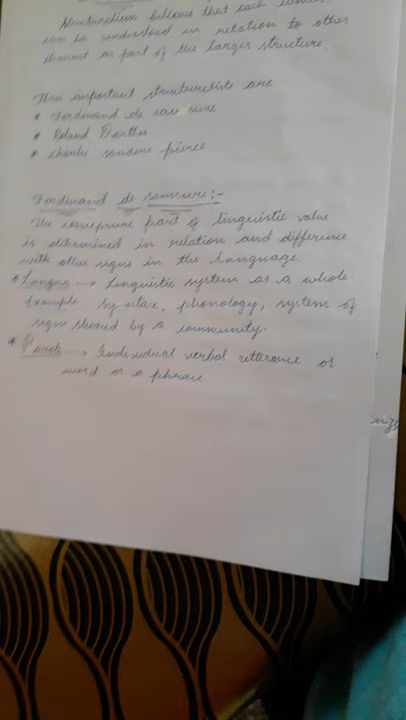 Structuralism believes that each
can be understood in relation to other
element as part of the larger structure.
Three important structuralists are
* Ferdinand de saussure
* Roland Barthes
* Charles sanders pierce
Ferdinand de saussure:-
The conceptual part of linguistic value
is determined in relation and difference
with other signs in the language.
* Langue → Linguistic system as a whole.
Example Syntax, phonology, system of
signs shared by a community.
* Parole → Individual verbal utterance or
word or a phrase